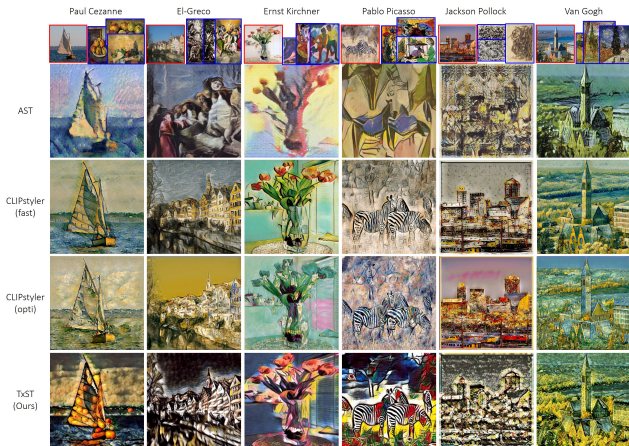 Paul Cezanne El-Greco Ernst Kirchner Pablo Picasso Jackson Pollock Van Gogh
AST
CLIPstyler
(fast)
CLIPstyler
(opti)
TxST
(Ours)